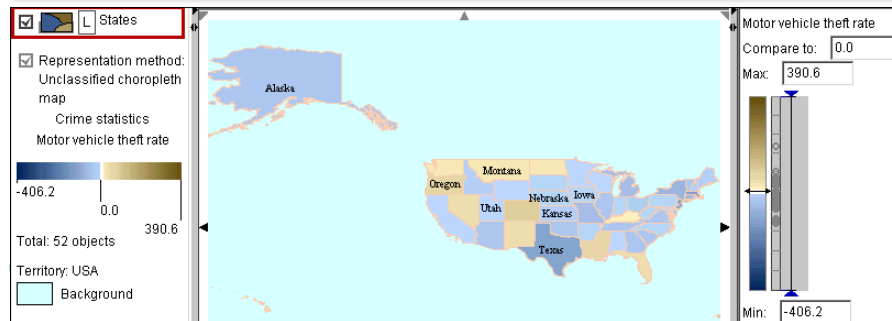 L States
Representation method:
Unclassified choropleth
map
Crime statistics
Motor vehicle theft rate
-406.2
0.0
390.6
Total: 52 objects
Territory: USA
Background
Alaska
Montana
Oregon
Nebraska
Iowa
Utah
Kansas
Texas
Motor vehicle theft rate
Compare to: 0.0
Max: 390.6
Min: -406.2